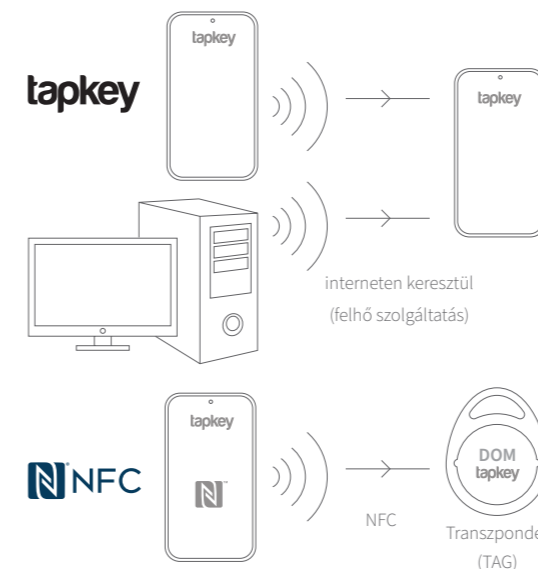 tapkey
tapkey
tapkey
interneten keresztül
(felhő szolgáltatás)
tapkey
NFC
DOM
tapkey
NFC
Transzponde
(TAG)